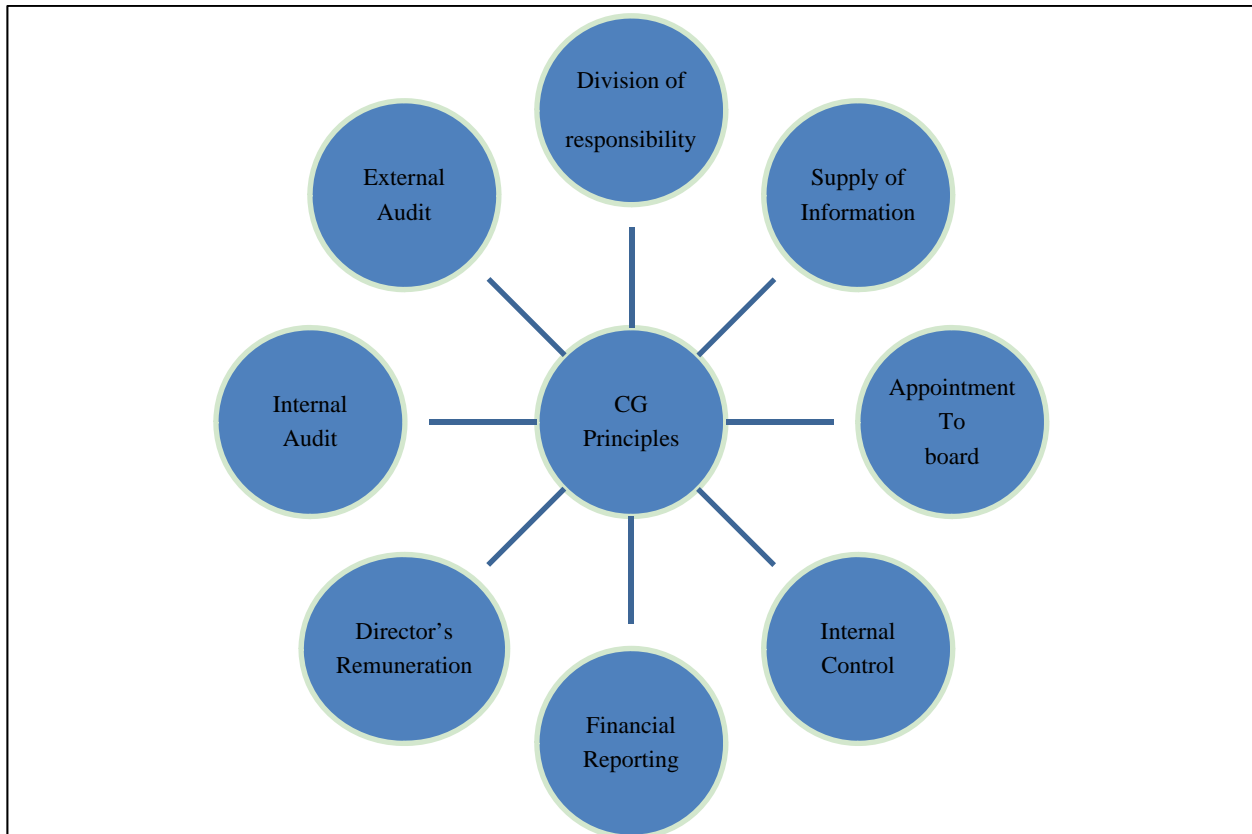 Division of
responsibility
External
Audit
Supply of
Information
Internal
Audit
CG
Principles
Appointment
To
board
Director’s
Remuneration
Internal
Control
Financial
Reporting